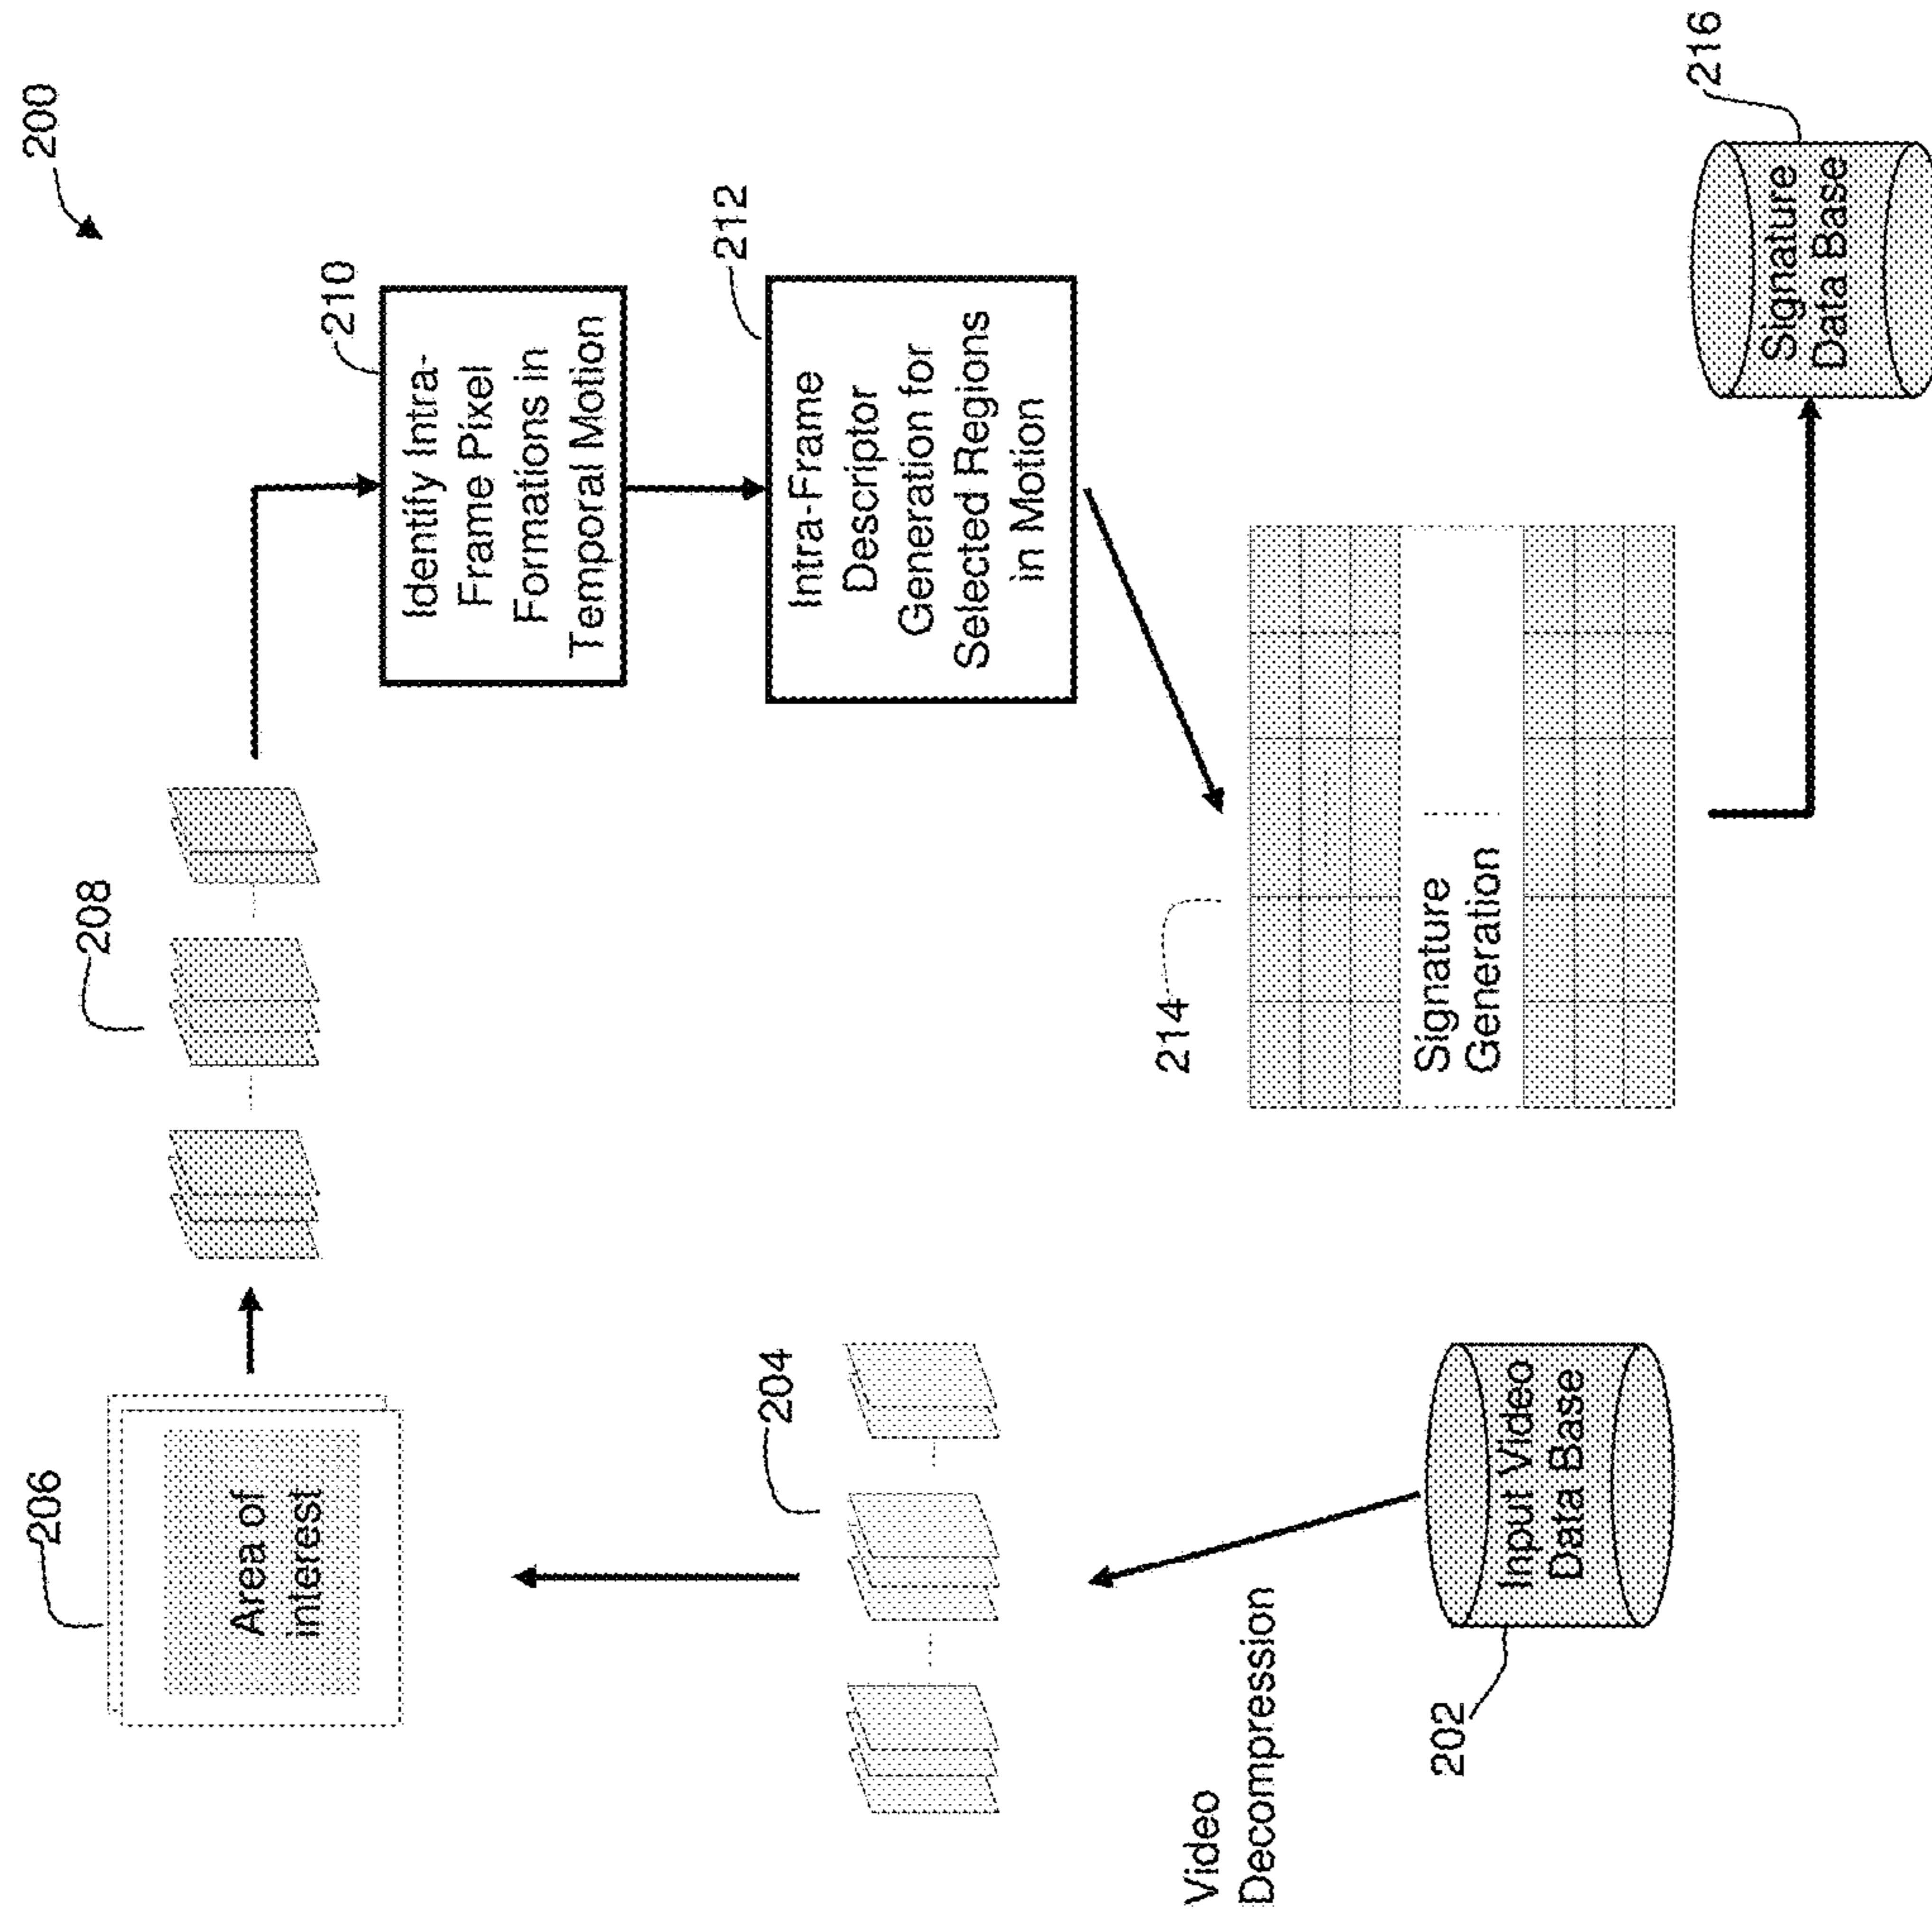 200
206
Area of
interest
208
210
Identify Intra-
Frame Pixel
Formations in
Temporal Motion
204
212
Intra-Frame
Descriptor
Generation for
Selected Regions
in Motion
Video
Decompression
202
Input Video
Data Base
214
Signature
Generation
216
Signature
Data Base